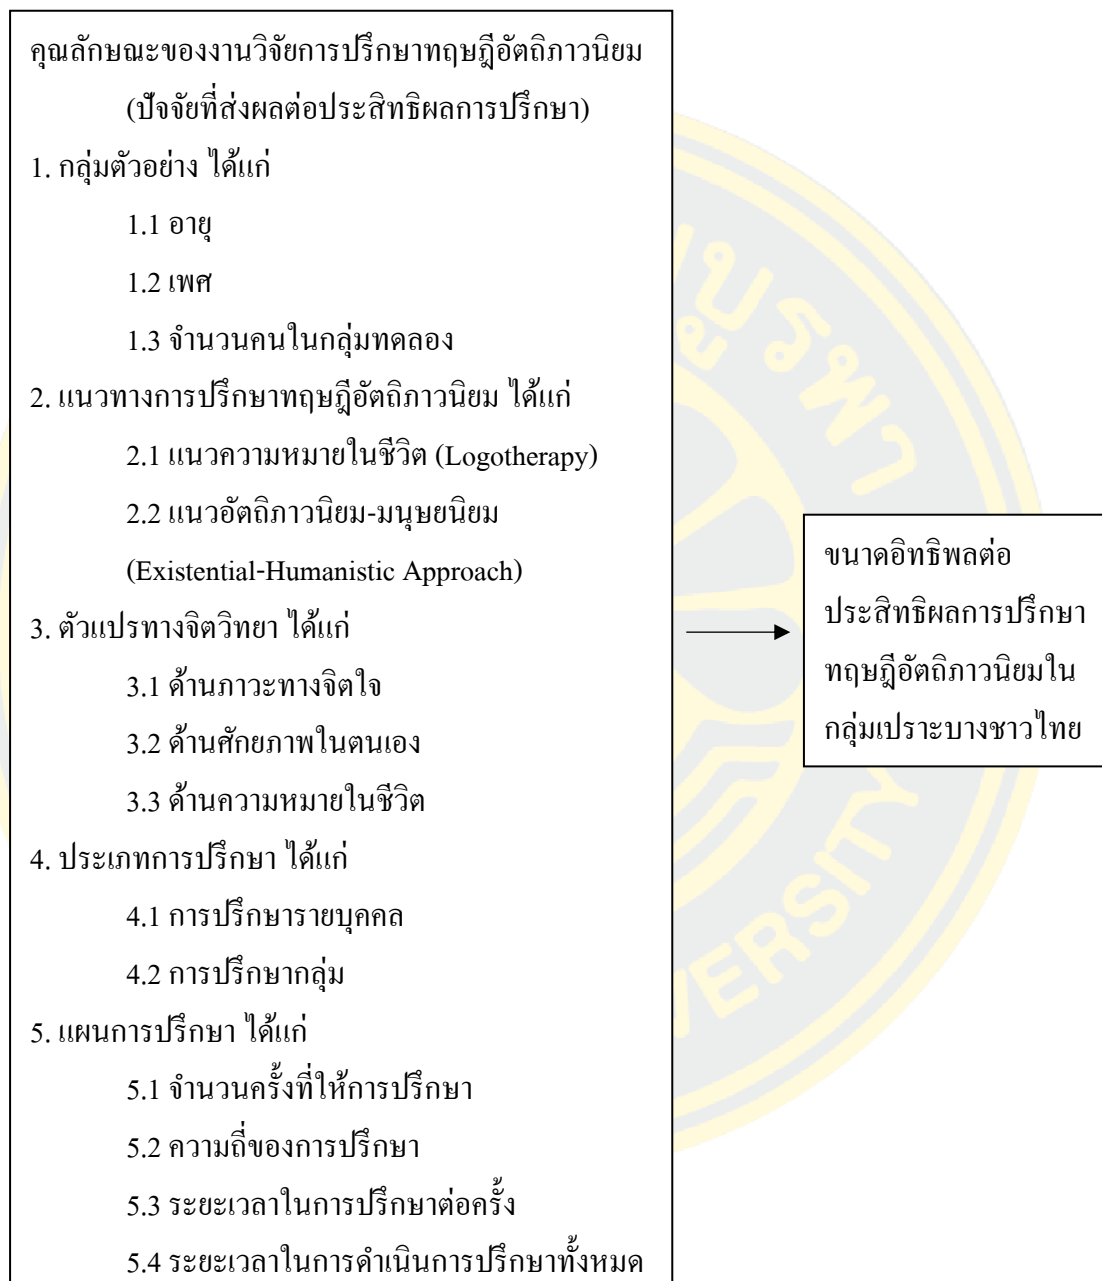 คุณลักษณะของงานวิจัยการปรึกษาทฤษฎีอัตถิภาวนิยม
(ปัจจัยที่ส่งผลต่อประสิทธิผลการปรึกษา)
1. กลุ่มตัวอย่าง ได้แก่
1.1 อายุ
1.2 เพศ
1.3 จำนวนคนในกลุ่มทดลอง
2. แนวทางการปรึกษาทฤษฎีอัตถิภาวนิยม ได้แก่
2.1 แนวความหมายในชีวิต (Logotherapy)
2.2 แนวอัตถิภาวนิยม-มนุษยนิยม
(Existential-Humanistic Approach)
3. ตัวแปรทางจิตวิทยา ได้แก่
3.1 ด้านภาวะทางจิตใจ
3.2 ด้านศักยภาพในตนเอง
3.3 ด้านความหมายในชีวิต
4. ประเภทการปรึกษา ได้แก่
4.1 การปรึกษารายบุคคล
4.2 การปรึกษากลุ่ม
5. แผนการปรึกษา ได้แก่
5.1 จำนวนครั้งที่ให้การปรึกษา
5.2 ความถี่ของการปรึกษา
5.3 ระยะเวลาในการปรึกษาต่อครั้ง
5.4 ระยะเวลาในการดำเนินการปรึกษาทั้งหมด
ขนาดอิทธิพลต่อ
ประสิทธิผลการปรึกษา
ทฤษฎีอัตถิภาวนิยมใน
กลุ่มเปราะบางชาวไทย
บูรพา
VERSITY